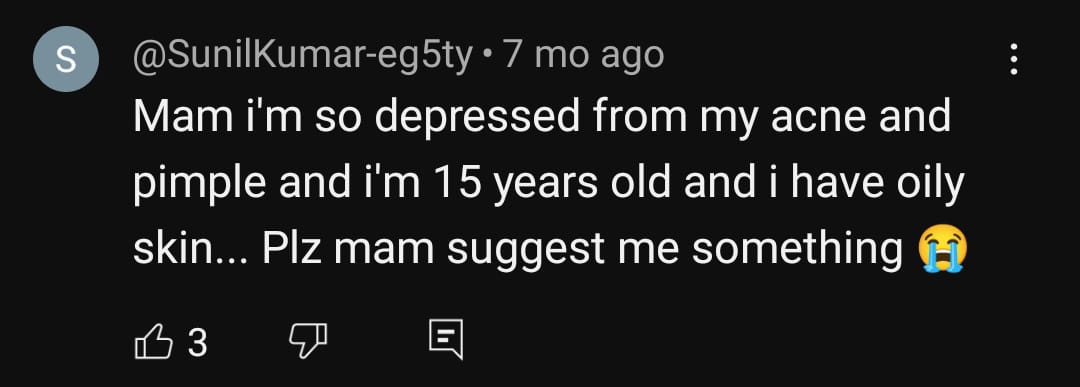 S
@SunilKumar-eg5ty • 7 mo ago
Mam i'm so depressed from my acne and
pimple and i'm 15 years old and i have oily
skin... Plz mam suggest me something 😭
3